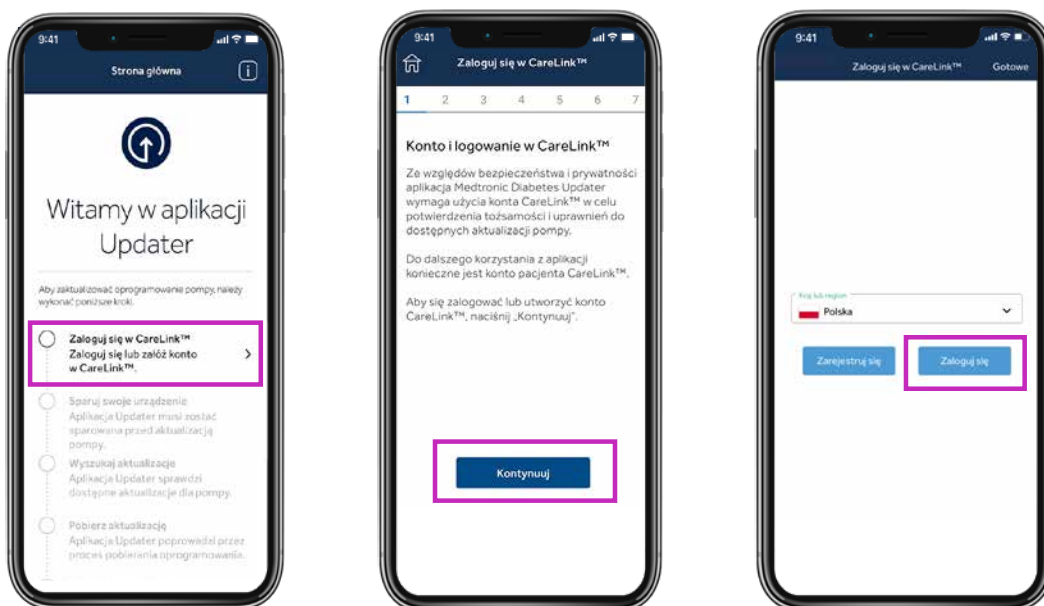 9:41
Strona główna
Witamy w aplikacji
Updater
Aby zaktualizować oprogramowanie pompy, należy
wykonać poniższe kroki.
Zaloguj się w CareLink™
Zaloguj się lub załóż konto
w CareLink™.
Sparuj swoje urządzenie
Aplikacja Updater musi zostać
sparowana przed aktualizacją
pompy.
Wyszukaj aktualizacje
Aplikacja Updater sprawdzi
dostępne aktualizacje dla pompy.
Pobierz aktualizację
Aplikacja Updater poprowadzi przez
proces pobierania oprogramowania.
9:41
Zaloguj się w CareLink™
1 2 3 4 5 6 7
Konto i logowanie w CareLink™
Ze względów bezpieczeństwa i prywatności
aplikacja Medtronic Diabetes Updater
wymaga użycia konta CareLink™ w celu
potwierdzenia tożsamości i uprawnień do
dostępnych aktualizacji pompy.
Do dalszego korzystania z aplikacji
konieczne jest konto pacjenta CareLink™.
Aby się zalogować lub utworzyć konto
CareLink™, naciśnij „Kontynuuj”.
Kontynuuj
9:41
Zaloguj się w CareLink™ Gotowe
Kraj lub region
Polska
Zarejestruj się Zaloguj się